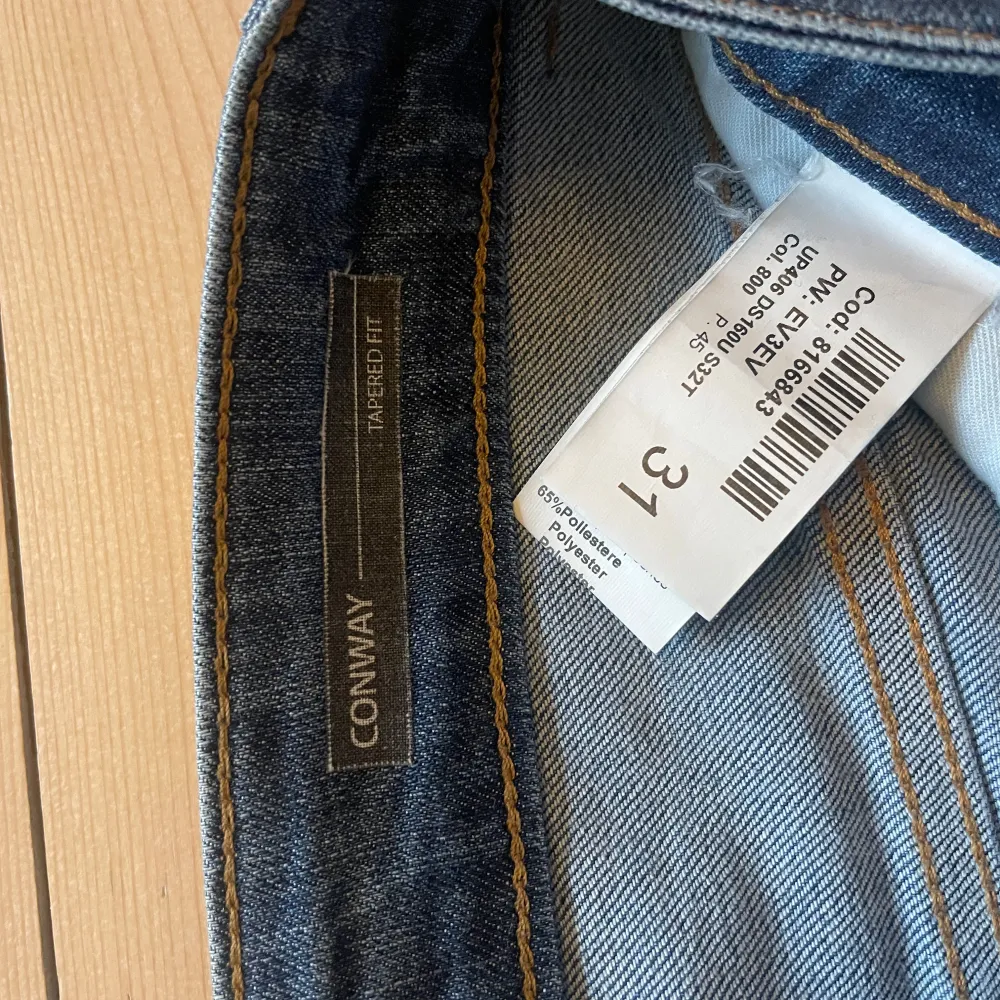 CONWAY
TAPERED FIT
Cod: 8166843
PW: EV3EV
UP406 DS160U S32T
Col. 800
P. 45
31
65%Poliestere
Polyester